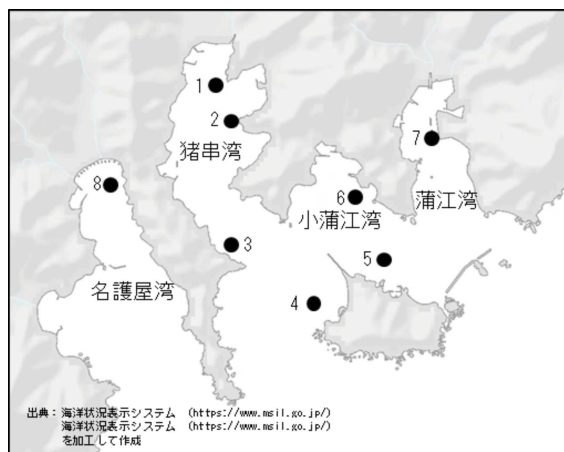 1
2
猪串湾
7
8
6
蒲江湾
小蒲江湾
3
5
名護屋湾
4
出典：海洋状況表示システム （https://www.msil.go.jp/）
海洋状況表示システム （https://www.msil.go.jp/）
を加工して作成